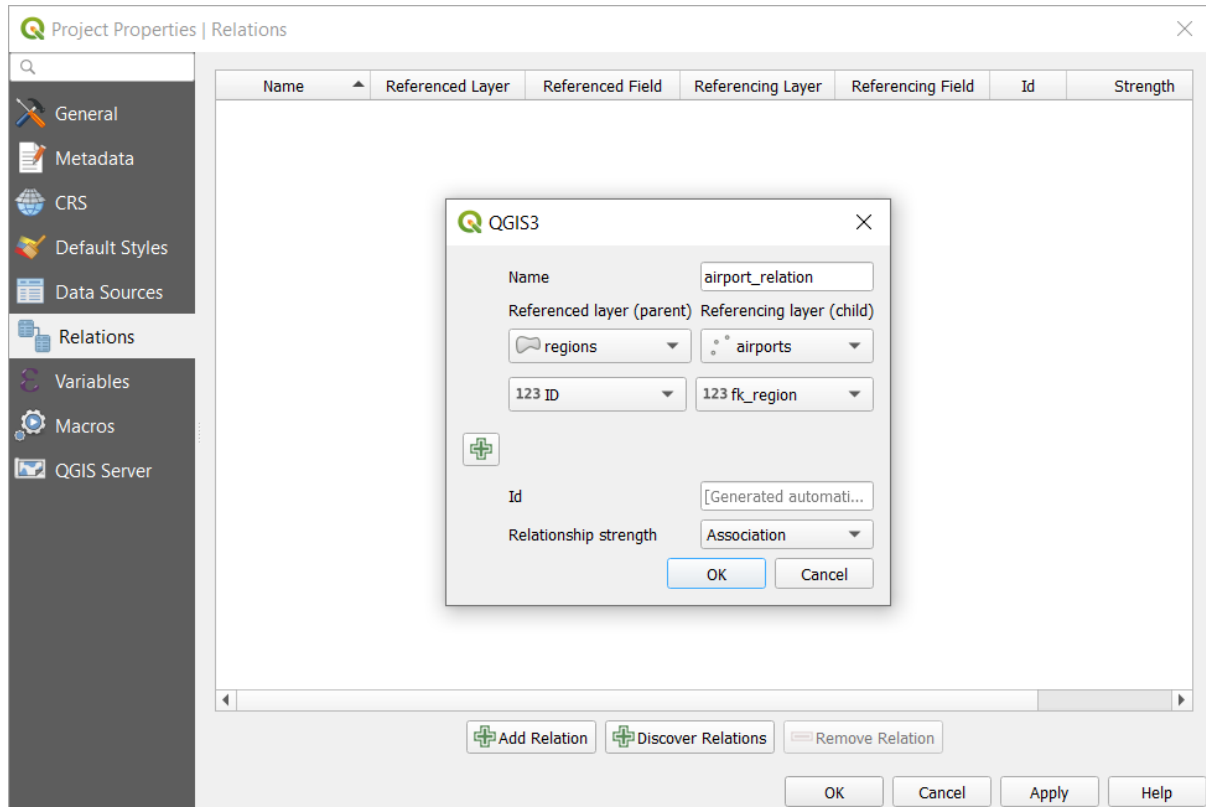 Project Properties | Relations
General
Metadata
CRS
Default Styles
Data Sources
Relations
Variables
Macros
QGIS Server
Name Referenced Layer Referenced Field Referencing Layer Referencing Field Id Strength
QGIS3
Name airport_relation
Referenced layer (parent) Referencing layer (child)
regions airports
123 ID 123 fk_region
Id [Generated automati...
Relationship strength Association
OK Cancel
Add Relation Discover Relations Remove Relation
OK Cancel Apply Help